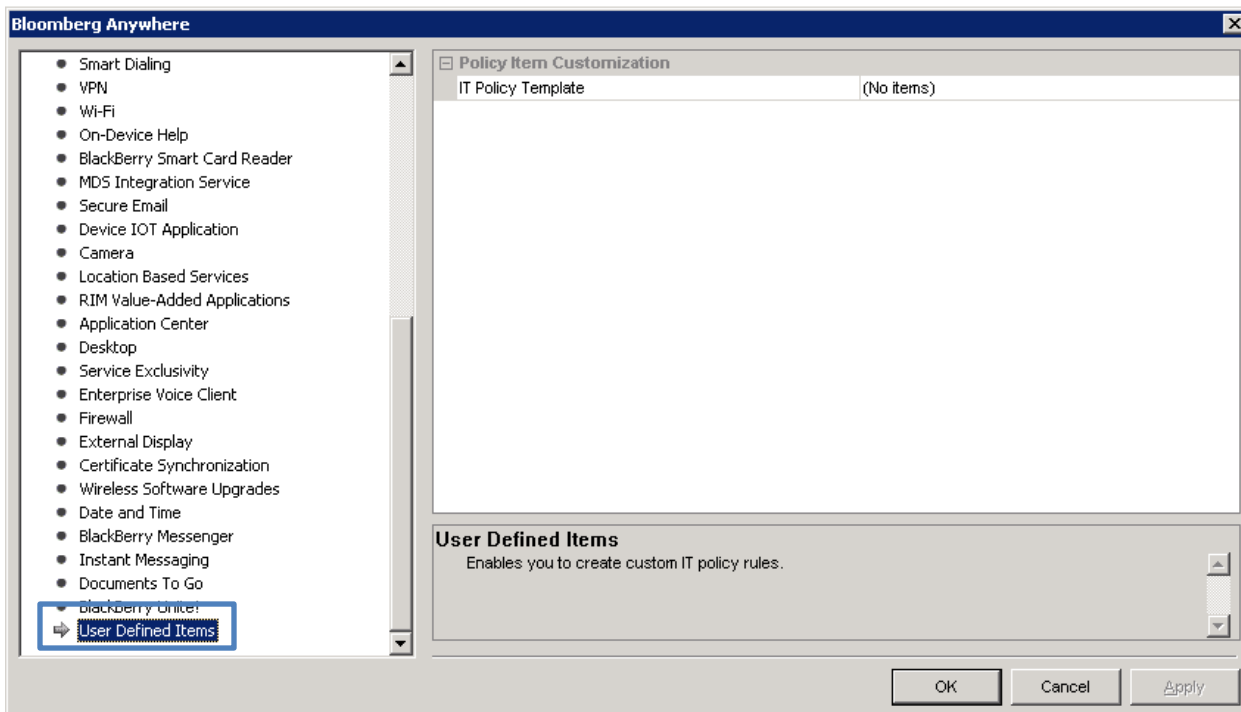 Bloomberg Anywhere
Smart Dialing
VPN
Wi-Fi
On-Device Help
BlackBerry Smart Card Reader
MDS Integration Service
Secure Email
Device IOT Application
Camera
Location Based Services
RIM Value-Added Applications
Application Center
Desktop
Service Exclusivity
Enterprise Voice Client
Firewall
External Display
Certificate Synchronization
Wireless Software Upgrades
Date and Time
BlackBerry Messenger
Instant Messaging
Documents To Go
BlackBerry Unite!
User Defined Items
Policy Item Customization
IT Policy Template (No items)
User Defined Items
Enables you to create custom IT policy rules.
OK Cancel Apply